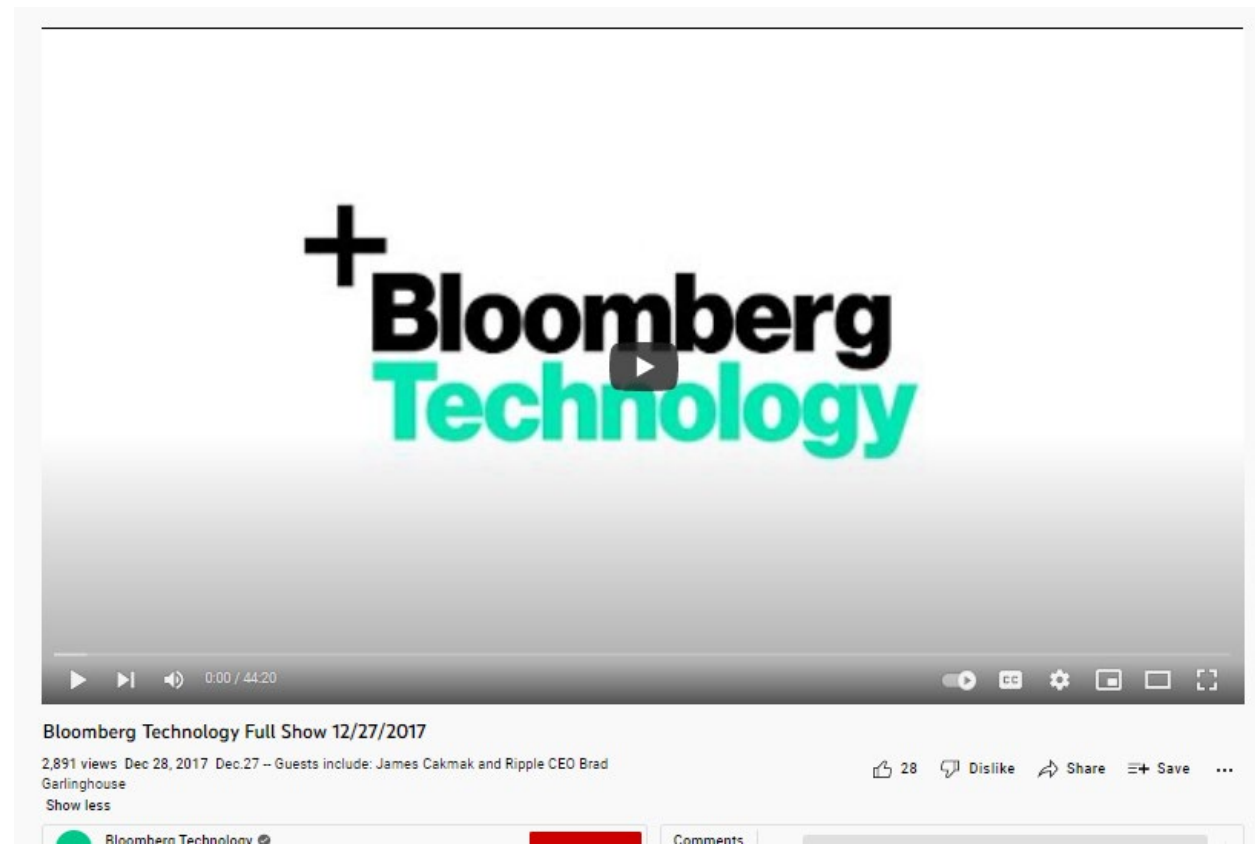 +Bloomberg
Technology
0:00 / 44:20
CC
Bloomberg Technology Full Show 12/27/2017
2,891 views Dec 28, 2017 Dec.27 -- Guests include: James Cakmak and Ripple CEO Brad
Garlinghouse
28 Dislike Share Save ...
Show less
Bloomberg Technology
Comments